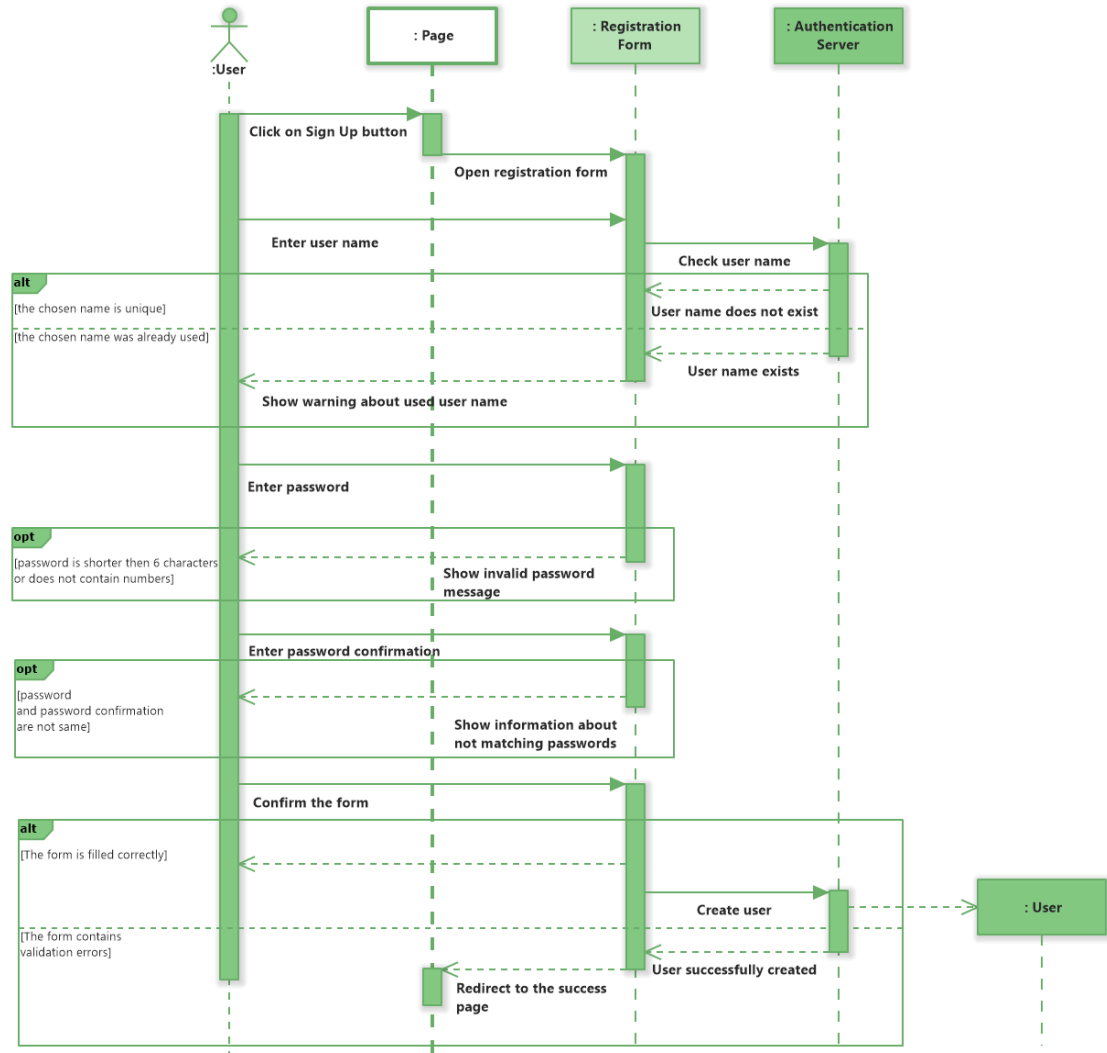 :User
: Page
: Registration
Form
: Authentication
Server
Click on Sign Up button
Open registration form
Enter user name
Check user name
alt
[the chosen name is unique]
User name does not exist
[the chosen name was already used]
User name exists
Show warning about used user name
Enter password
opt
[password is shorter then 6 characters
or does not contain numbers]
Show invalid password
message
Enter password confirmation
opt
[password
and password confirmation
are not same]
Show information about
not matching passwords
Confirm the form
alt
[The form is filled correctly]
Create user
: User
[The form contains
validation errors]
User successfully created
Redirect to the success
page